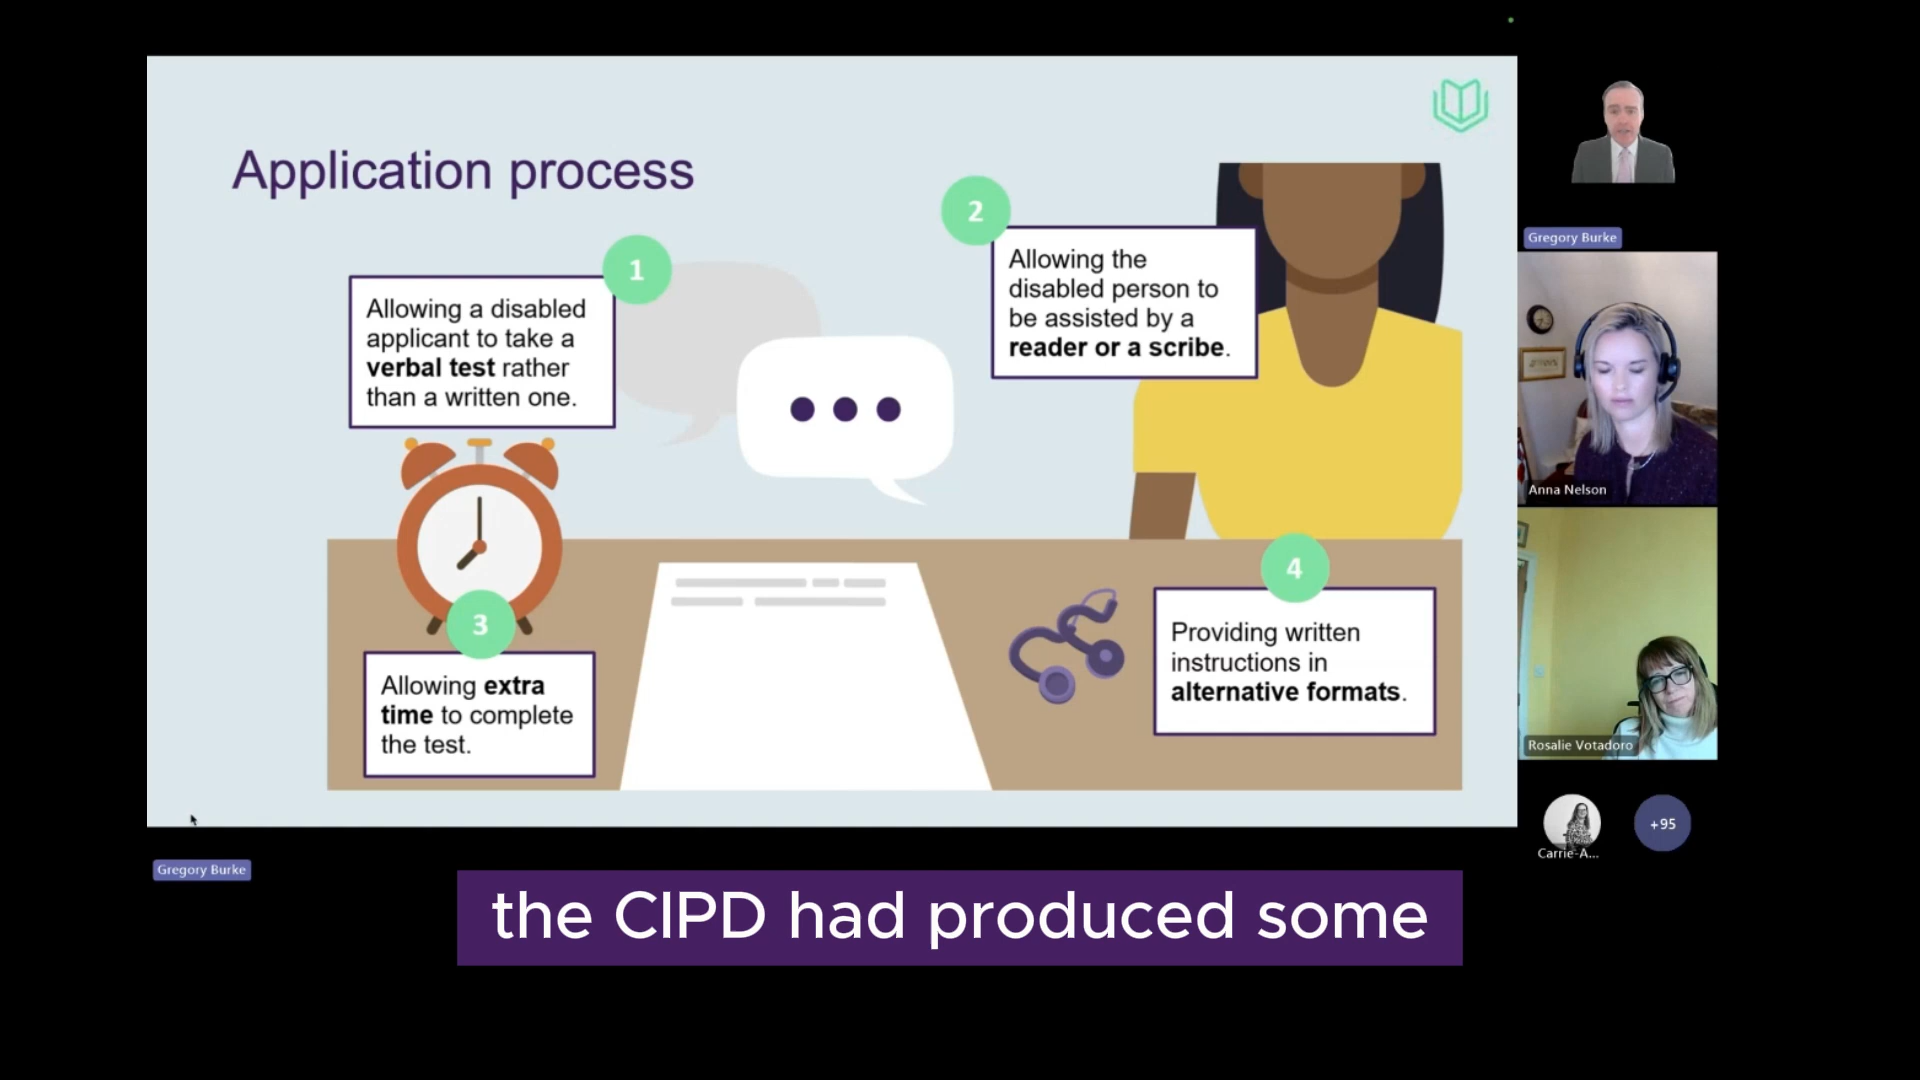 Application process
1
Allowing a disabled
applicant to take a
verbal test rather
than a written one.
2
Allowing the
disabled person to
be assisted by a
reader or a scribe.
3
Allowing extra
time to complete
the test.
4
Providing written
instructions in
alternative formats.
Gregory Burke
Anna Nelson
Rosalie Votadoro
Carrie-A...
+95
Gregory Burke
the CIPD had produced some